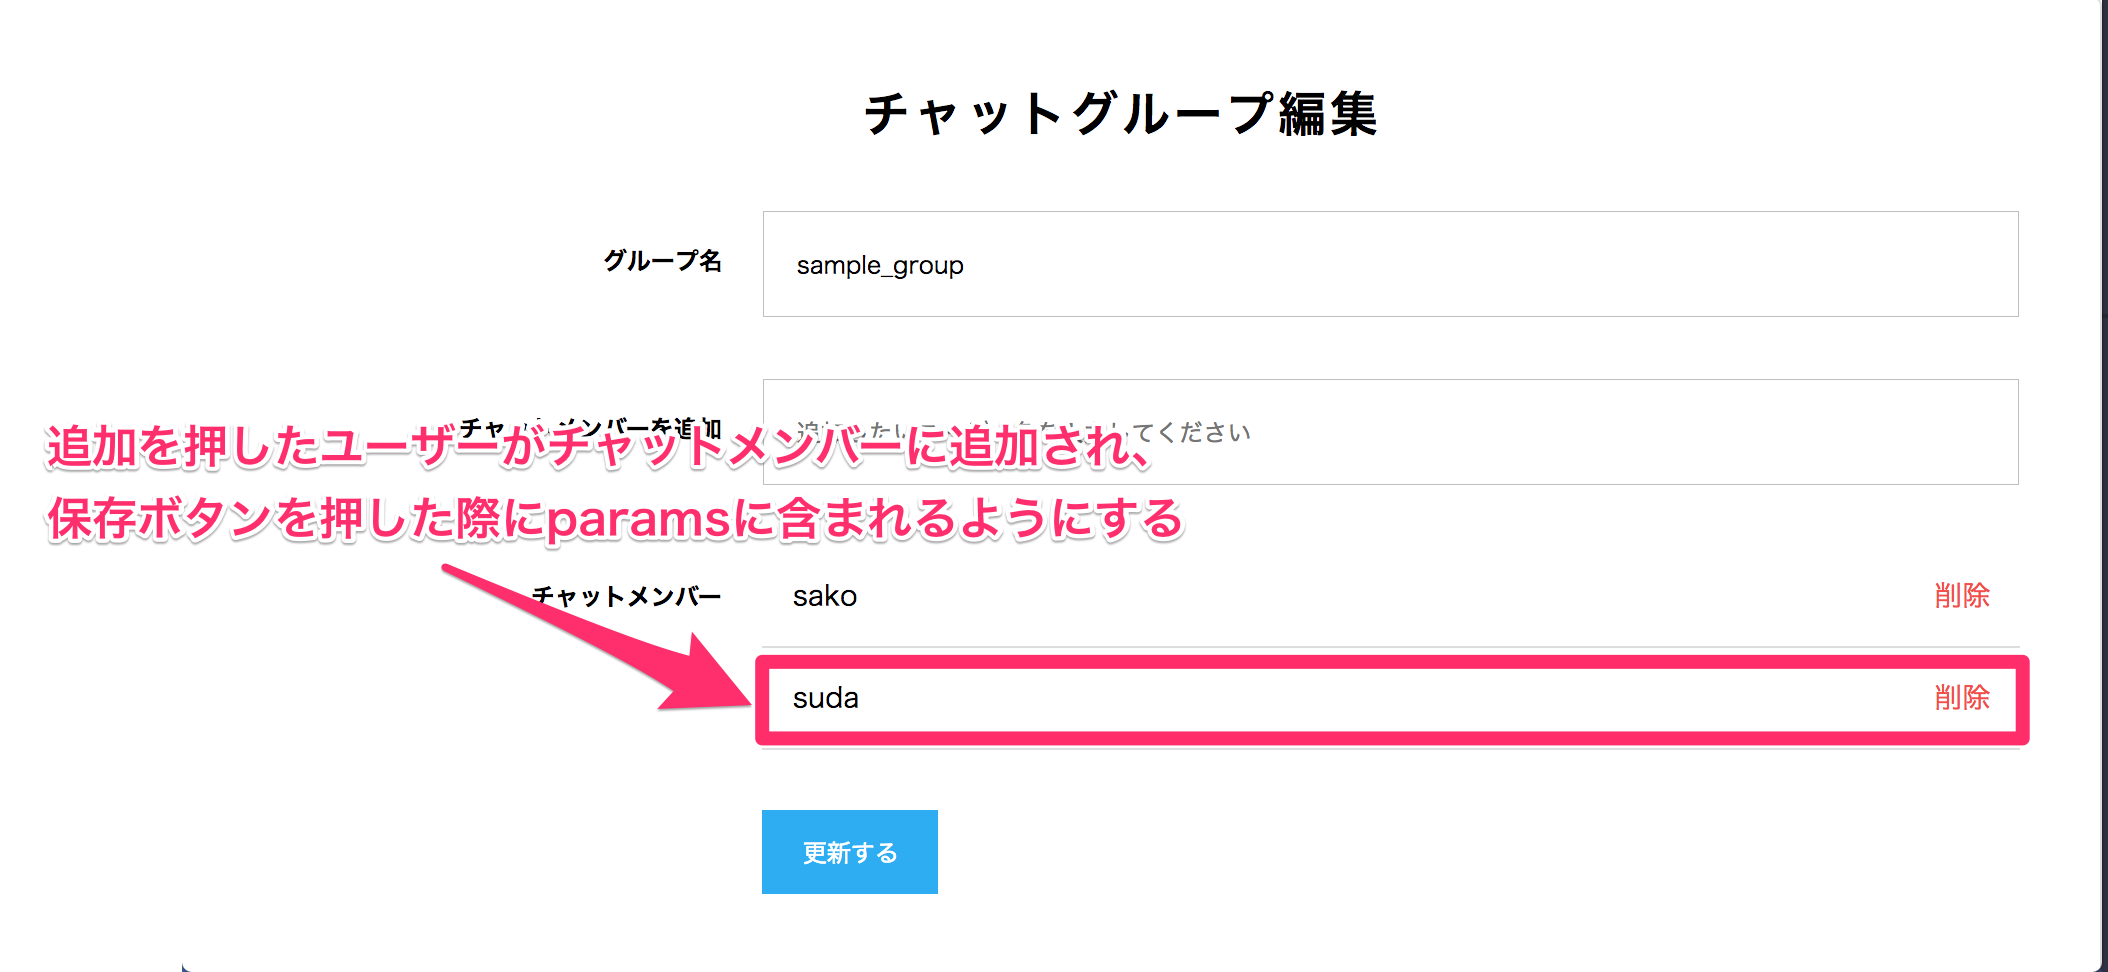 チャットグループ編集
グループ名
sample_group
チャットメンバーを追加
してください
追加を押したユーザーがチャットメンバーに追加され、
保存ボタンを押した際にparamsに含まれるようにする
チャットメンバー
sako
削除
suda
削除
更新する